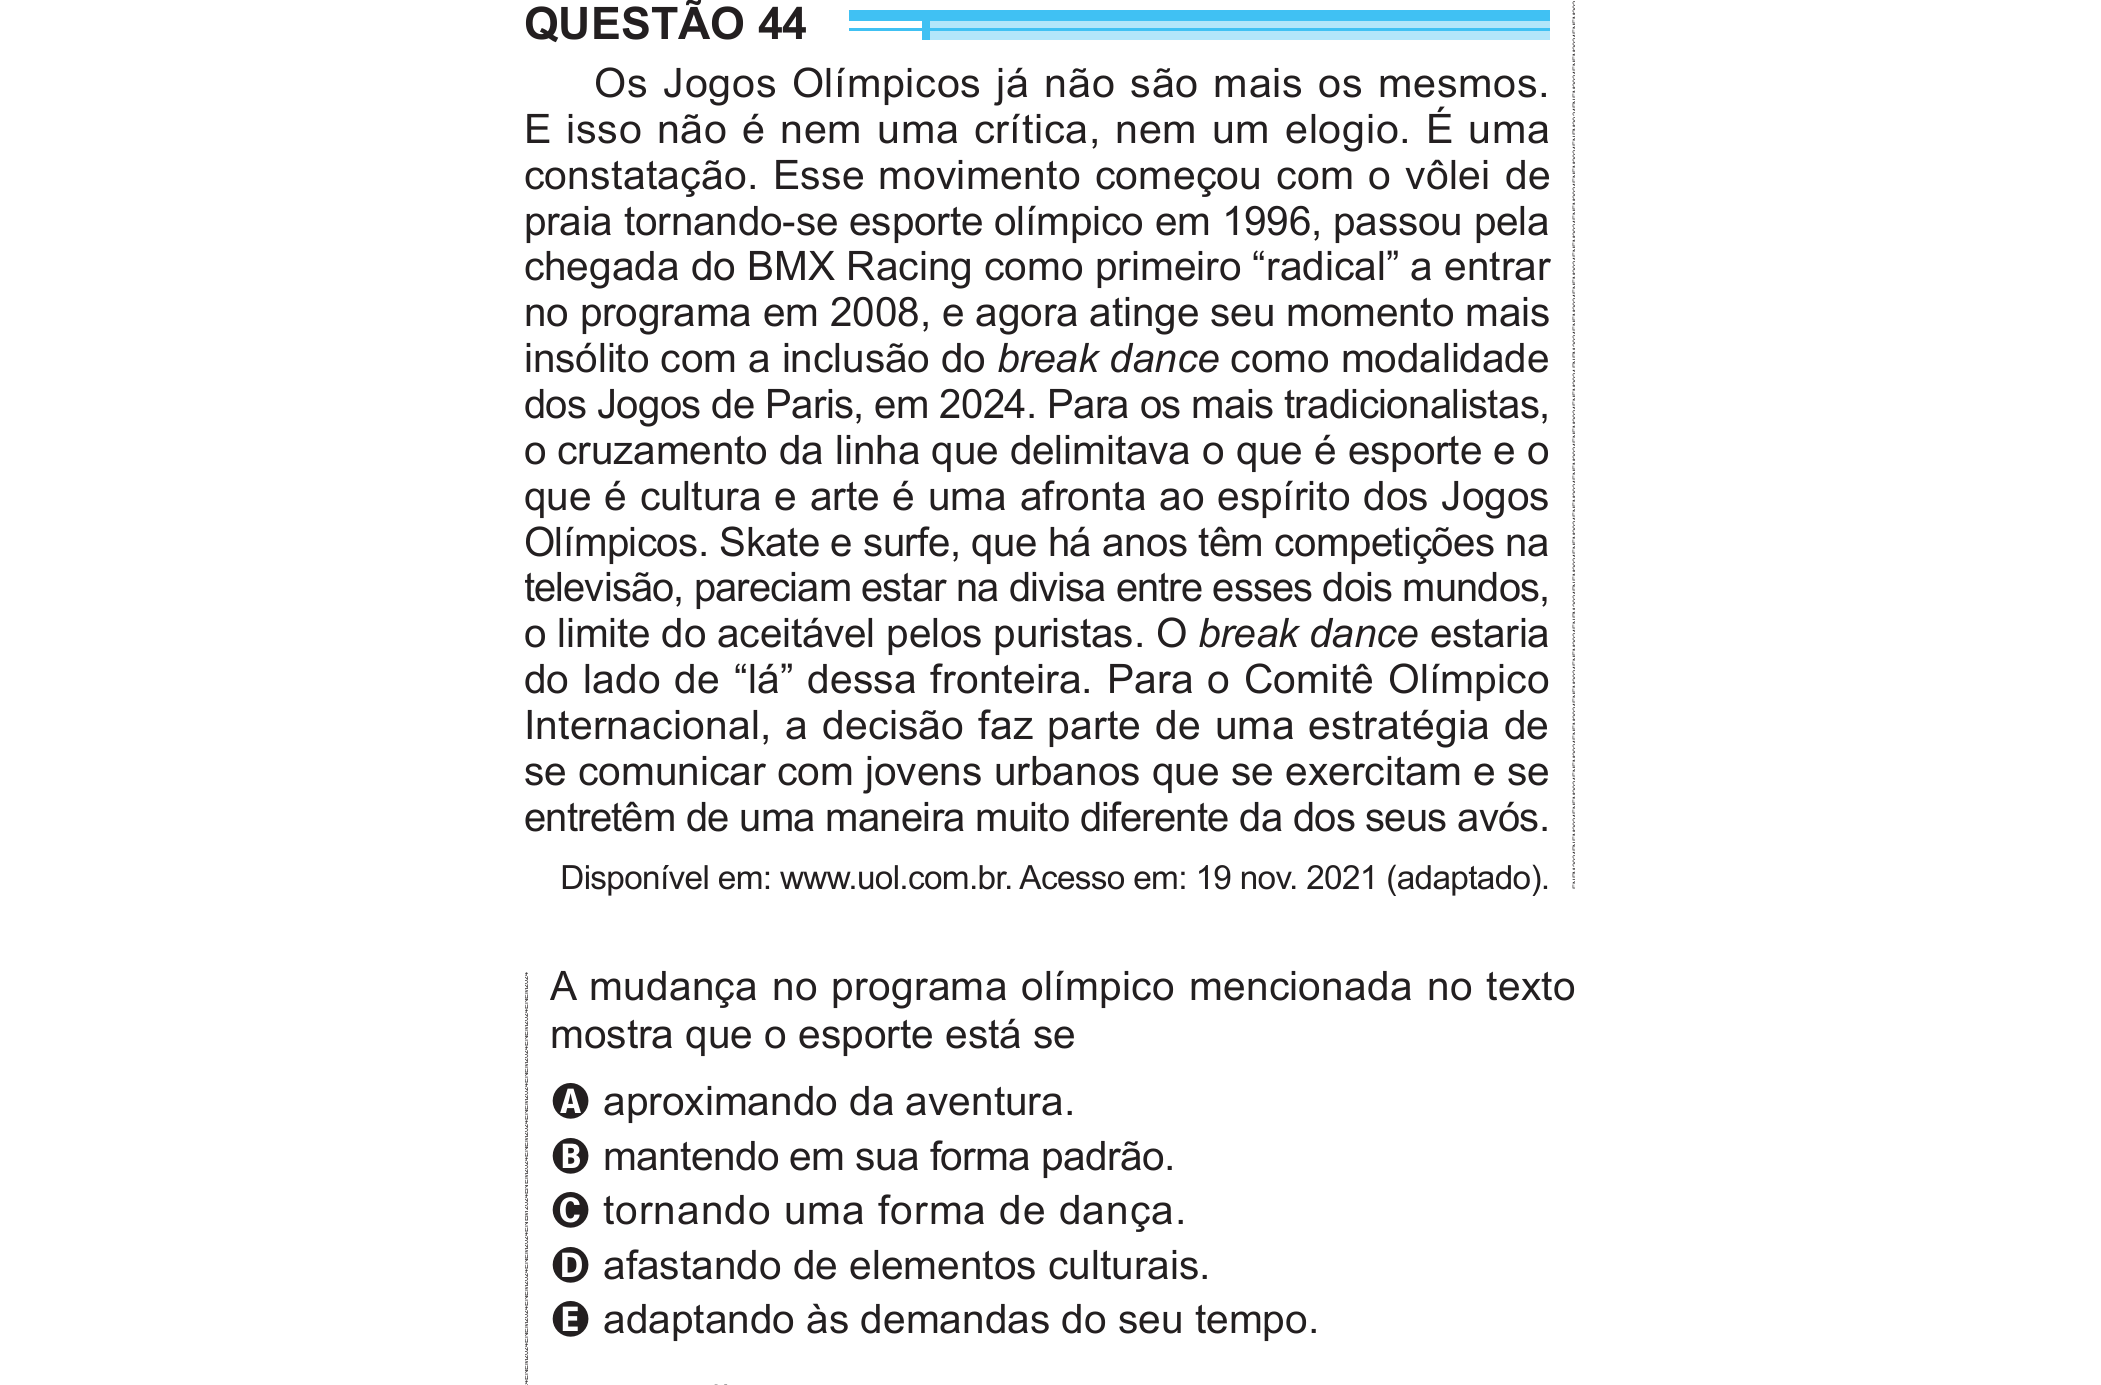 QUESTÃO 44
Os Jogos Olímpicos já não são mais os mesmos.
E isso não é nem uma crítica, nem um elogio. É uma
constatação. Esse movimento começou com o vôlei de
praia tornando-se esporte olímpico em 1996, passou pela
chegada do BMX Racing como primeiro “radical” a entrar
no programa em 2008, e agora atinge seu momento mais
insólito com a inclusão do break dance como modalidade
dos Jogos de Paris, em 2024. Para os mais tradicionalistas,
o cruzamento da linha que delimitava o que é esporte e o
que é cultura e arte é uma afronta ao espírito dos Jogos
Olímpicos. Skate e surfe, que há anos têm competições na
televisão, pareciam estar na divisa entre esses dois mundos,
o limite do aceitável pelos puristas. O break dance estaria
do lado de “lá” dessa fronteira. Para o Comitê Olímpico
Internacional, a decisão faz parte de uma estratégia de
se comunicar com jovens urbanos que se exercitam e se
entretêm de uma maneira muito diferente da dos seus avós.
Disponível em: www.uol.com.br. Acesso em: 19 nov. 2021 (adaptado).
A mudança no programa olímpico mencionada no texto
mostra que o esporte está se
A aproximando da aventura.
B mantendo em sua forma padrão.
C tornando uma forma de dança.
D afastando de elementos culturais.
E adaptando às demandas do seu tempo.